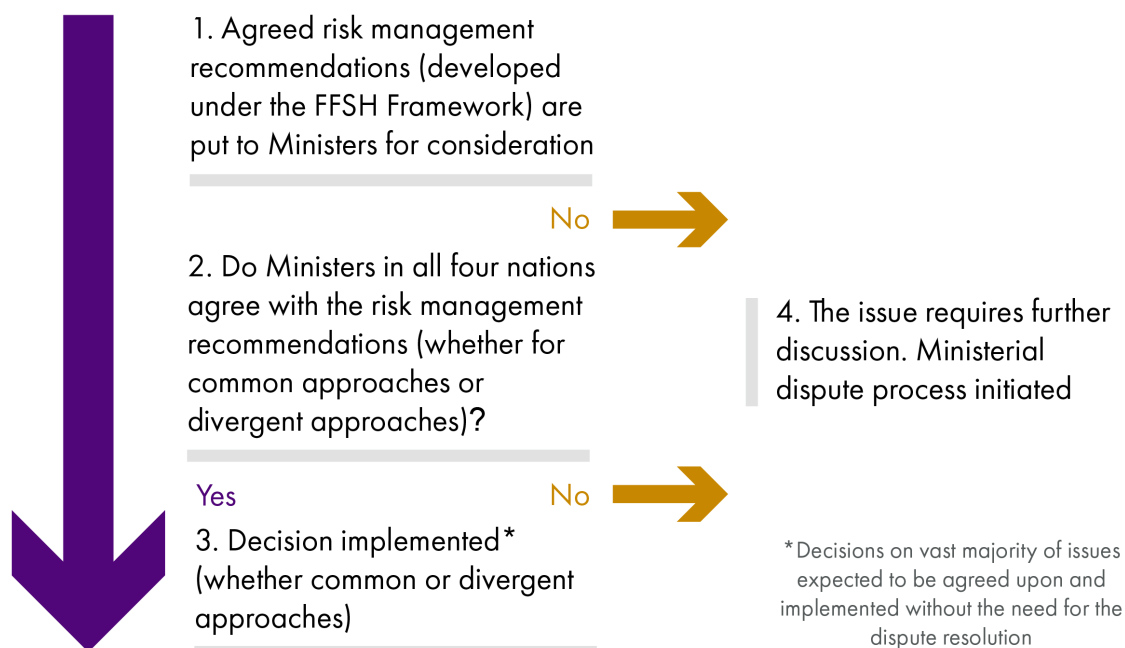 1. Agreed risk management
recommendations (developed
under the FFSH Framework) are
put to Ministers for consideration
No
2. Do Ministers in all four nations
agree with the risk management
recommendations (whether for
common approaches or
divergent approaches)?
Yes
No
3. Decision implemented*
(whether common or divergent
approaches)
4. The issue requires further
discussion. Ministerial
dispute process initiated
*Decisions on vast majority of issues
expected to be agreed upon and
implemented without the need for the
dispute resolution